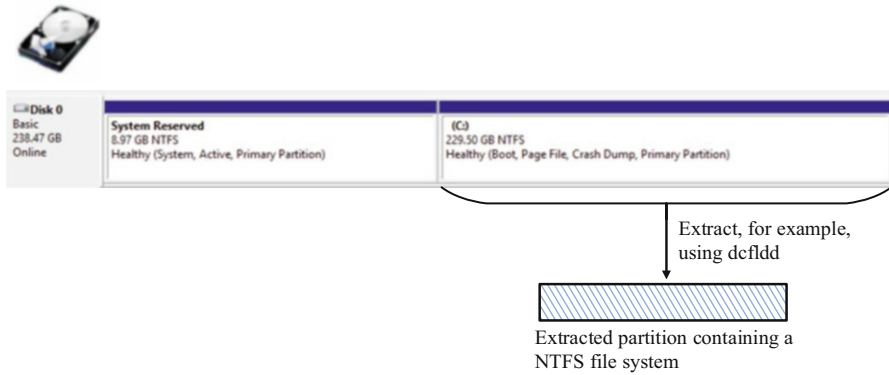 Disk 0
Basic
238.47 GB
Online
System Reserved
8.97 GB NTFS
Healthy (System, Active, Primary Partition)
(C:)
229.50 GB NTFS
Healthy (Boot, Page File, Crash Dump, Primary Partition)
Extract, for example,
using dcfldd
Extracted partition containing a
NTFS file system